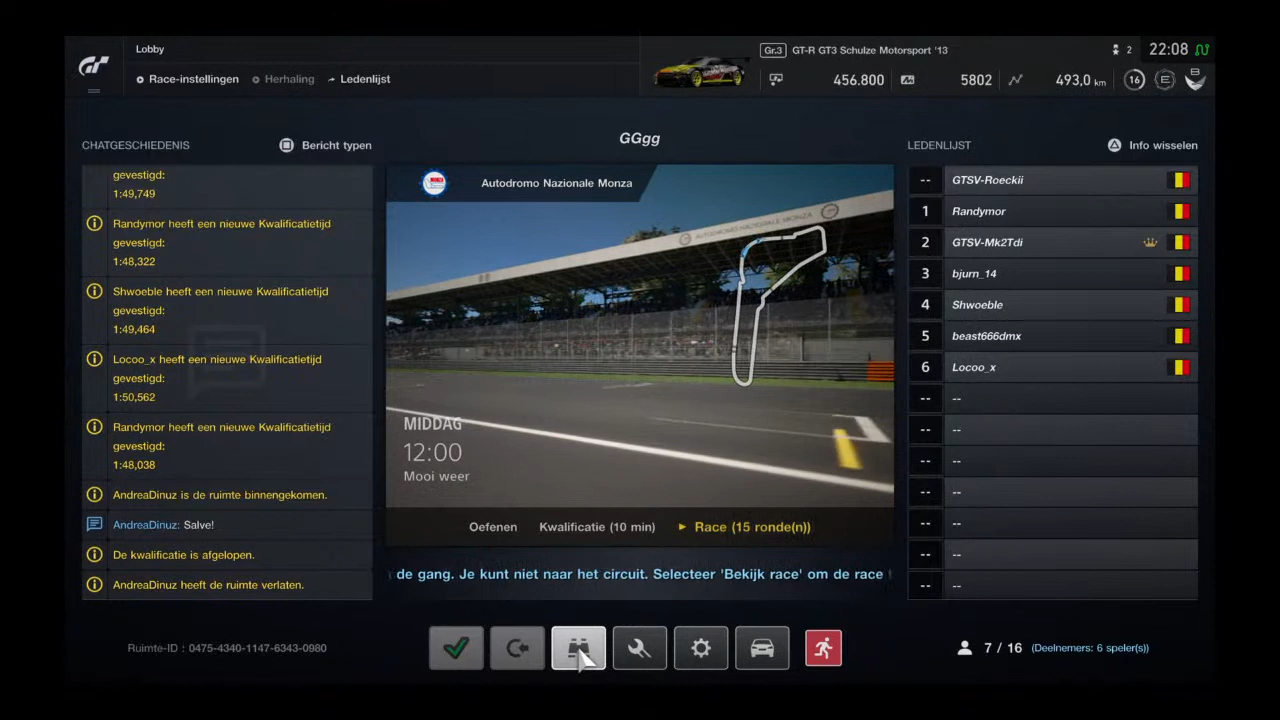 Lobby
Race-instellingen
Herhaling
Ledenlijst
Gr.3
GT-R GT3 Schulze Motorsport '13
2
22:08
456.800
5802
493,0 km
16
E
B
CHATGESCHIEDENIS
Bericht typen
gevestigd:
1:49,749
Randymor heeft een nieuwe Kwalificatietijd
gevestigd:
1:48,322
Shwoeble heeft een nieuwe Kwalificatietijd
gevestigd:
1:49,464
Locoo_x heeft een nieuwe Kwalificatietijd
gevestigd:
1:50,562
Randymor heeft een nieuwe Kwalificatietijd
gevestigd:
1:48,038
AndreaDinuz is de ruimte binnengekomen.
AndreaDinuz: Salve!
De kwalificatie is afgelopen.
AndreaDinuz heeft de ruimte verlaten.
GGgg
Autodromo Nazionale Monza
AUTODROMO NAZIONALE MONZA
MIDDAG
12:00
Mooi weer
Oefenen
Kwalificatie (10 min)
Race (15 ronde(n))
de gang. Je kunt niet naar het circuit. Selecteer 'Bekijk race' om de race
LEDENLIJST
Info wisselen
-- GTSV-Roeckii
1 Randymor
2 GTSV-Mk2Tdi
3 bjurn_14
4 Shwoeble
5 beast666dmx
6 Locoo_x
-- --
-- --
-- --
-- --
-- --
-- --
-- --
Ruimte-ID : 0475-4340-1147-6343-0980
7 / 16 (Deelnemers: 6 speler(s))